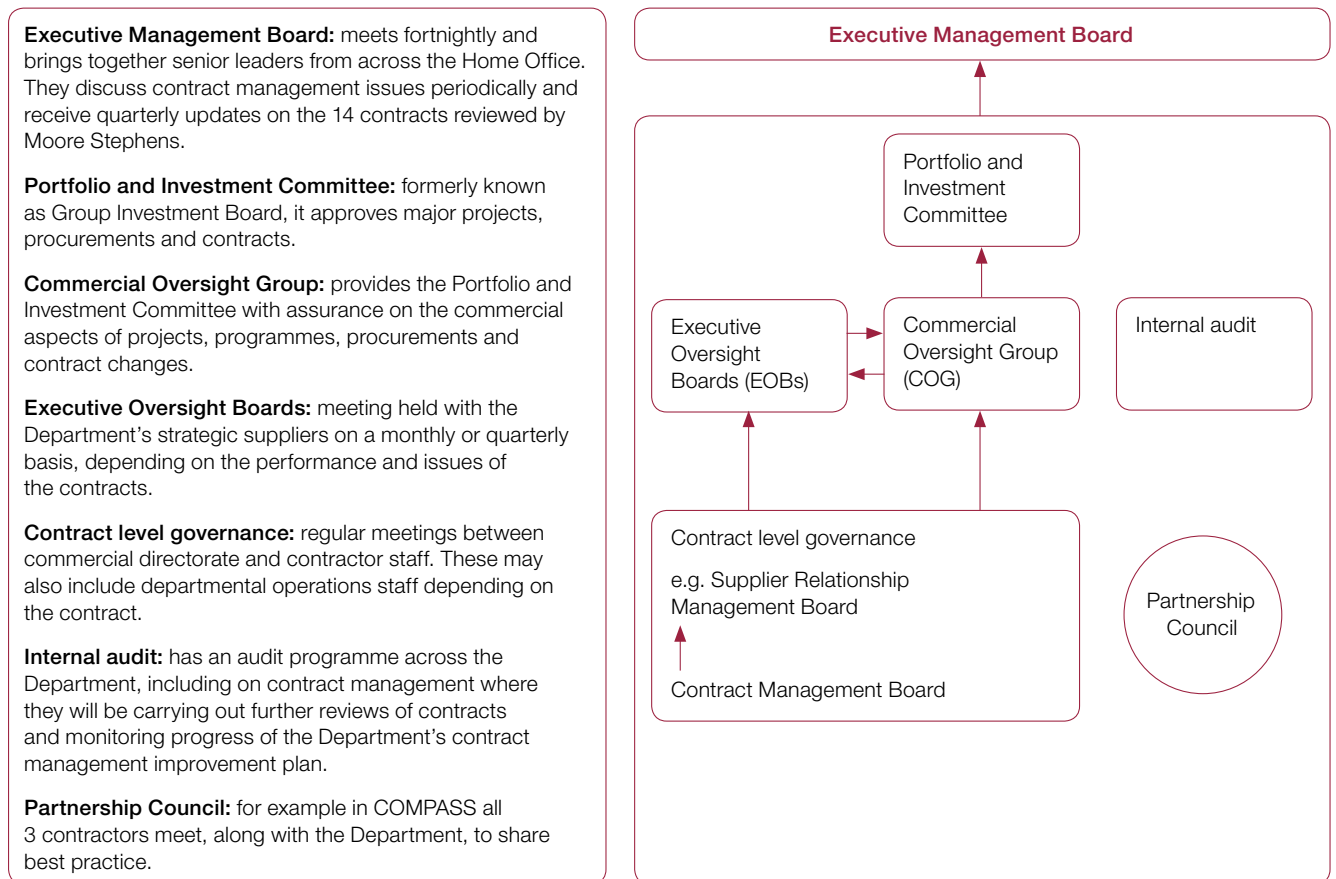 Executive Management Board: meets fortnightly and
brings together senior leaders from across the Home Office.
They discuss contract management issues periodically and
receive quarterly updates on the 14 contracts reviewed by
Moore Stephens.
Portfolio and Investment Committee: formerly known
as Group Investment Board, it approves major projects,
procurements and contracts.
Commercial Oversight Group: provides the Portfolio and
Investment Committee with assurance on the commercial
aspects of projects, programmes, procurements and
contract changes.
Executive Oversight Boards: meeting held with the
Department's strategic suppliers on a monthly or quarterly
basis, depending on the performance and issues of
the contracts.
Contract level governance: regular meetings between
commercial directorate and contractor staff. These may
also include departmental operations staff depending on
the contract.
Internal audit: has an audit programme across the
Department, including on contract management where
they will be carrying out further reviews of contracts
and monitoring progress of the Department's contract
management improvement plan.
Partnership Council: for example in COMPASS all
3 contractors meet, along with the Department, to share
best practice.
Executive Management Board
Portfolio and
Investment
Committee
Executive
Oversight
Boards (EOBs)
Commercial
Oversight Group
(COG)
Internal audit
Contract level governance
e.g. Supplier Relationship
Management Board
Contract Management Board
Partnership
Council